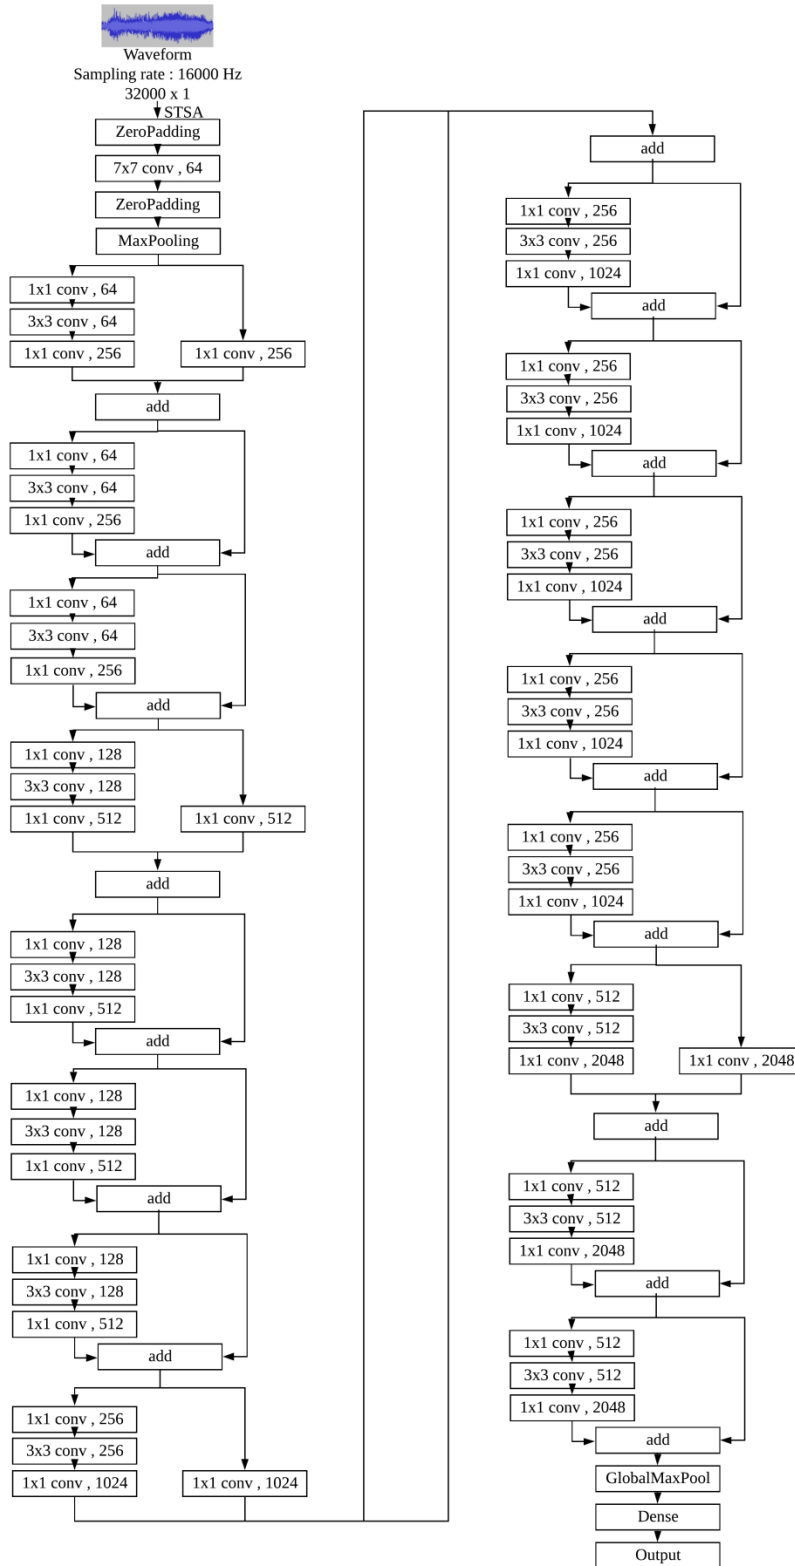 Waveform
Sampling rate : 16000 Hz
32000 x 1
STSA
ZeroPadding
7x7 conv , 64
ZeroPadding
MaxPooling
1x1 conv , 64
3x3 conv , 64
1x1 conv , 256
1x1 conv , 256
add
1x1 conv , 64
3x3 conv , 64
1x1 conv , 256
add
1x1 conv , 64
3x3 conv , 64
1x1 conv , 256
add
1x1 conv , 128
3x3 conv , 128
1x1 conv , 512
1x1 conv , 512
add
1x1 conv , 128
3x3 conv , 128
1x1 conv , 512
add
1x1 conv , 128
3x3 conv , 128
1x1 conv , 512
add
1x1 conv , 128
3x3 conv , 128
1x1 conv , 512
add
1x1 conv , 256
3x3 conv , 256
1x1 conv , 1024
1x1 conv , 1024
add
1x1 conv , 256
3x3 conv , 256
1x1 conv , 1024
add
1x1 conv , 256
3x3 conv , 256
1x1 conv , 1024
add
1x1 conv , 256
3x3 conv , 256
1x1 conv , 1024
add
1x1 conv , 256
3x3 conv , 256
1x1 conv , 1024
add
1x1 conv , 256
3x3 conv , 256
1x1 conv , 1024
add
1x1 conv , 512
3x3 conv , 512
1x1 conv , 2048
1x1 conv , 2048
add
1x1 conv , 512
3x3 conv , 512
1x1 conv , 2048
add
1x1 conv , 512
3x3 conv , 512
1x1 conv , 2048
add
GlobalMaxPool
Dense
Output